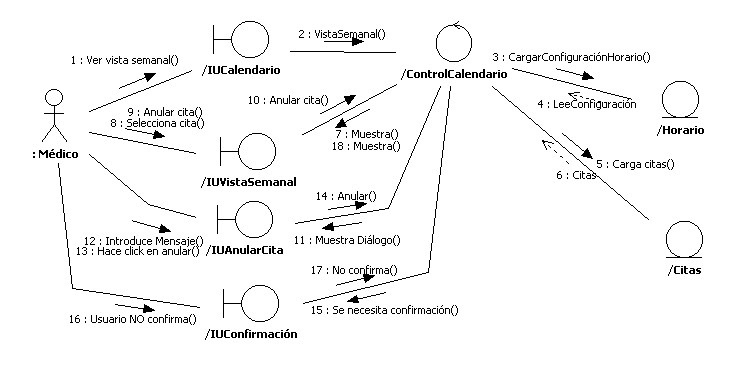 2 : VistaSemanal()
1 : Ver vista semanal()
/IUCalendario
/ControlCalendario
3 : CargarConfiguraciónHorario()
4 : LeeConfiguración
/Horario
10 : Anular cita()
9 : Anular cita()
8 : Selecciona cita()
7 : Muestra()
18 : Muestra()
: Médico
/IUVistaSemanal
5 : Carga citas()
6 : Citas
14 : Anular()
12 : Introduce Mensaje()
13 : Hace click en anular()
/IUAnularCita
11 : Muestra Diálogo()
/Citas
17 : No confirma()
16 : Usuario NO confirma()
/IUConfirmación
15 : Se necesita confirmación()